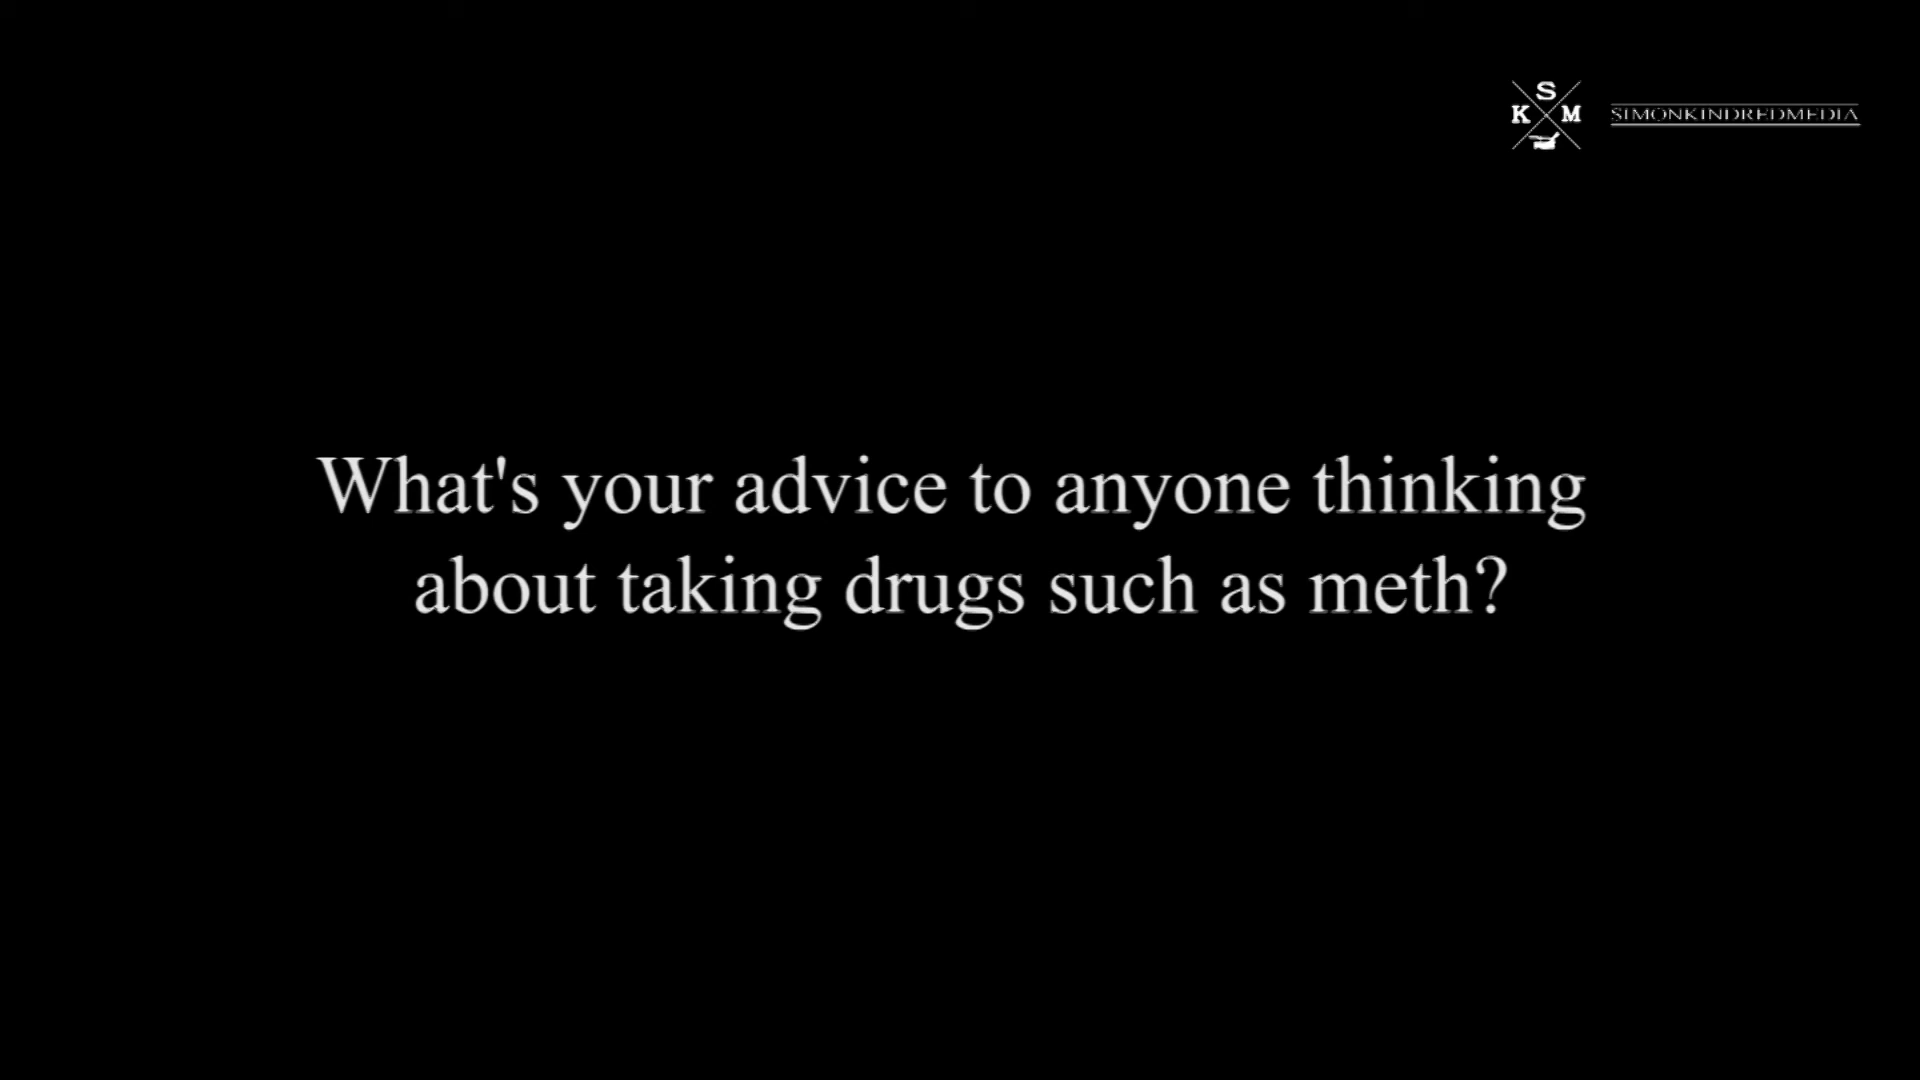 S
K M
SIMONKINDREDMEDIA
What's your advice to anyone thinking
about taking drugs such as meth?